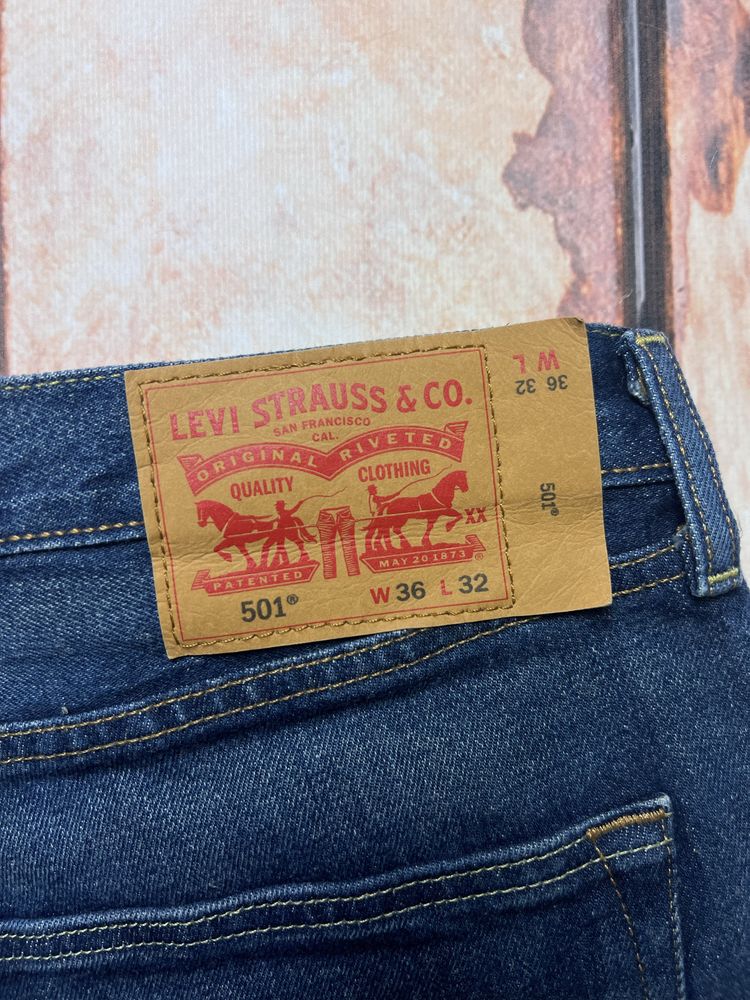 LEVI STRAUSS & CO.
SAN FRANCISCO
CAL.
ORIGINAL RIVETED
QUALITY CLOTHING
XX
PATENTED MAY 20 1873 ®
501® W 36 L 32
W L
36 32
501®